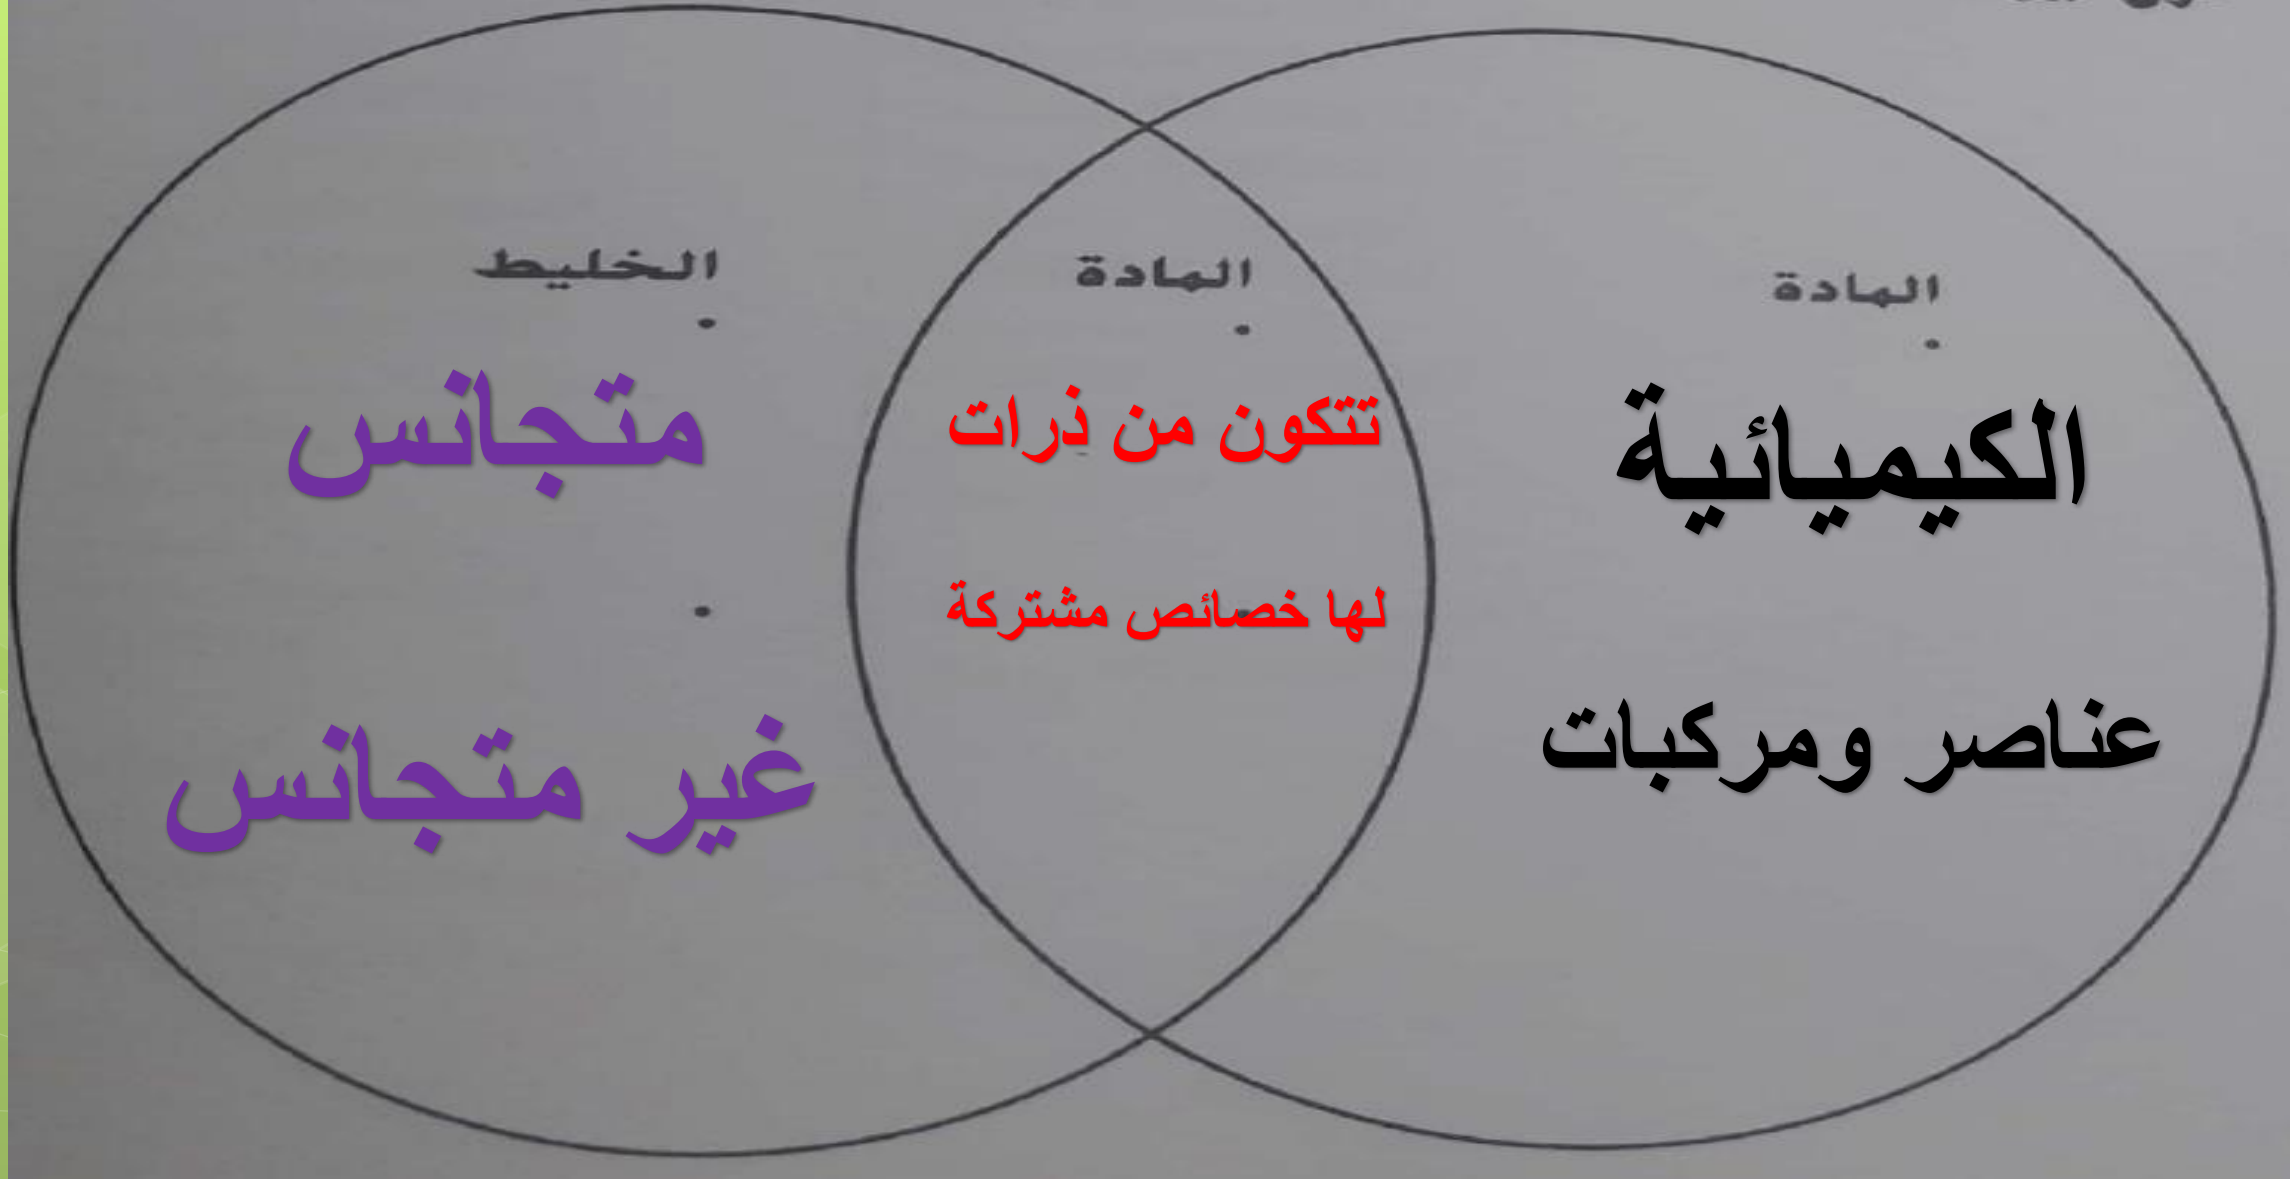 المادة
الكيميائية
عناصر ومركبات
المادة
تتكون من ذرات
لها خصائص مشتركة
الخليط
متجانس
غير متجانس